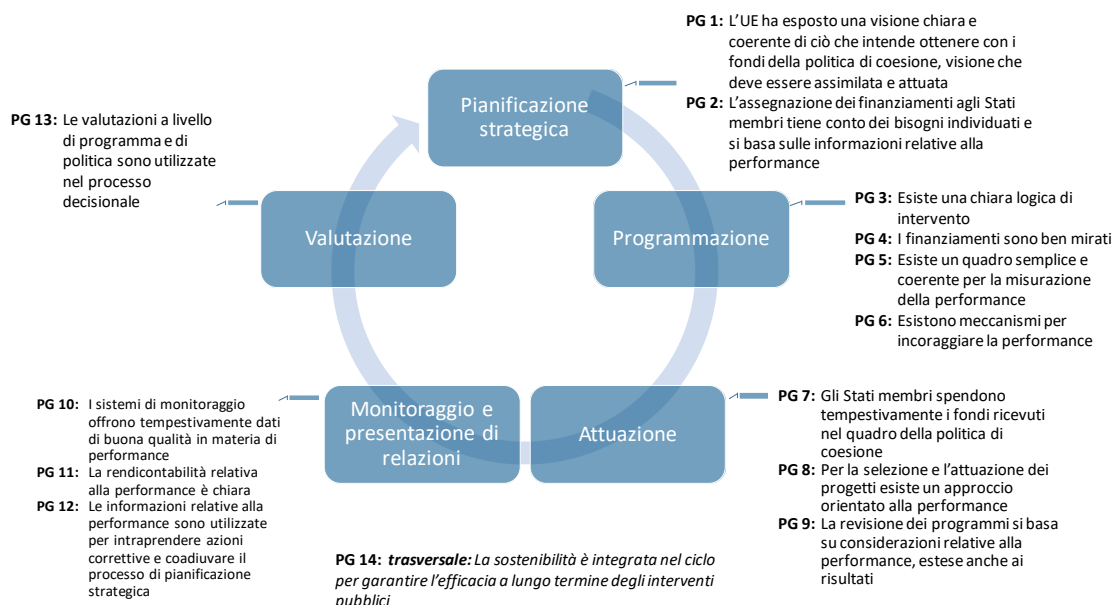 PG 1: L'UE ha esposto una visione chiara e
coerente di ciò che intende ottenere con i
fondi della politica di coesione, visione che
deve essere assimilata e attuata
PG 2: L'assegnazione dei finanziamenti agli Stati
membri tiene conto dei bisogni individuati e
si basa sulle informazioni relative alla
performance
Pianificazione
strategica
PG 13: Le valutazioni a livello
di programma e di
politica sono utilizzate
nel processo
decisionale
Valutazione
Programmazione
PG 3: Esiste una chiara logica di
intervento
PG 4: I finanziamenti sono ben mirati
PG 5: Esiste un quadro semplice e
coerente per la misurazione
della performance
PG 6: Esistono meccanismi per
incoraggiare la performance
PG 10: I sistemi di monitoraggio
offrono tempestivamente dati
di buona qualità in materia di
performance
PG 11: La rendicontabilità relativa
alla performance è chiara
PG 12: Le informazioni relative alla
performance sono utilizzate
per intraprendere azioni
correttive e coadiuvare il
processo di pianificazione
strategica
Monitoraggio e
presentazione di
relazioni
Attuazione
PG 7: Gli Stati membri spendono
tempestivamente i fondi ricevuti
nel quadro della politica di
coesione
PG 8: Per la selezione e l'attuazione dei
progetti esiste un approccio
orientato alla performance
PG 9: La revisione dei programmi si basa
su considerazioni relative alla
performance, estese anche ai
risultati
PG 14: trasversale: La sostenibilità è integrata nel ciclo
per garantire l'efficacia a lungo termine degli interventi
pubblici